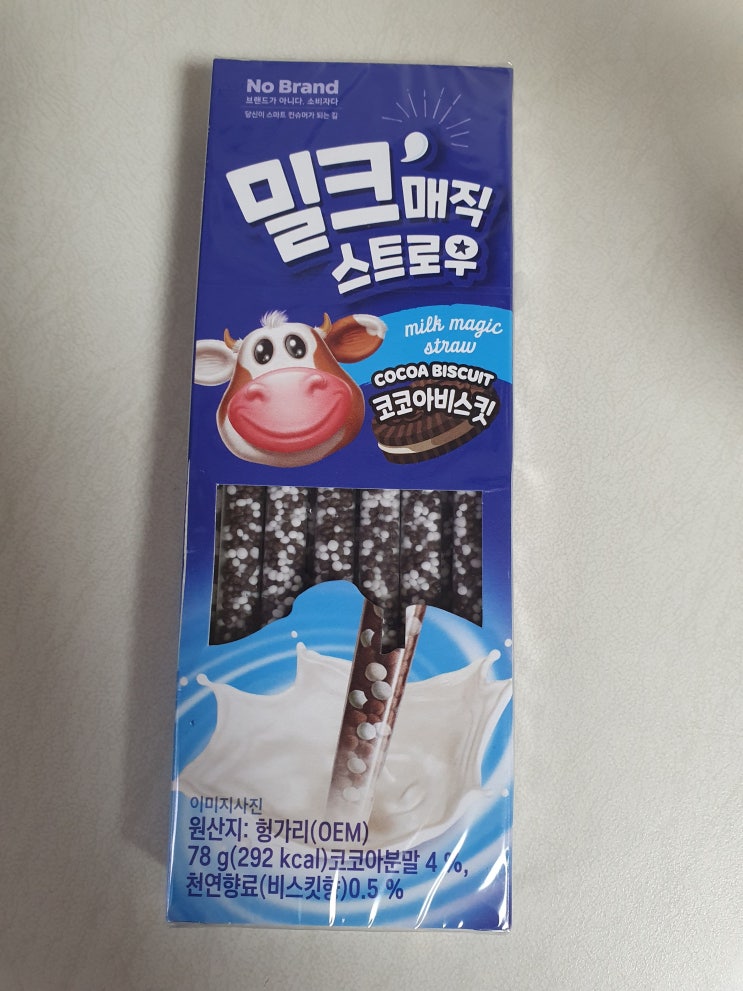 No Brand
브랜드가 아니다. 소비자다
당신이 스마트 컨슈머가 되는 길
밀크'매직
스트로우
milk magic
straw
COCOA BISCUIT
코코아비스킷
이미지사진
원산지: 헝가리(OEM)
78 g(292 kcal)코코아분말 4 %,
천연향료(비스킷향)0.5 %